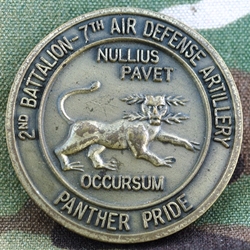 2ND BATTALION-7TH AIR DEFENSE ARTILLERY
NULLIUS
PAVET
OCCURSUM
PANTHER PRIDE